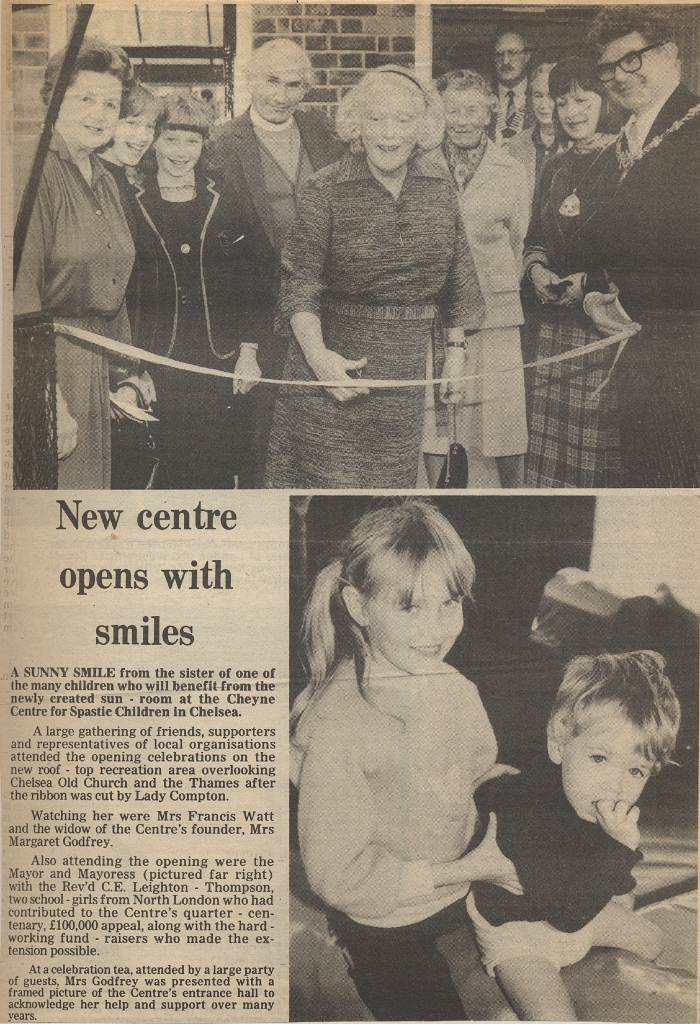 New centre
opens with
smiles
A SUNNY SMILE from the sister of one of
the many children who will benefit from the
newly created sun - room at the Cheyne
Centre for Spastic Children in Chelsea.
A large gathering of friends, supporters
and representatives of local organisations
attended the opening celebrations on the
new roof - top recreation area overlooking
Chelsea Old Church and the Thames after
the ribbon was cut by Lady Compton.
Watching her were Mrs Francis Watt
and the widow of the Centre's founder, Mrs
Margaret Godfrey.
Also attending the opening were the
Mayor and Mayoress (pictured far right)
with the Rev'd C.E. Leighton - Thompson,
two school - girls from North London who had
contributed to the Centre's quarter - cen-
tenary, £100,000 appeal, along with the hard -
working fund - raisers who made the ex-
tension possible.
At a celebration tea, attended by a large party
of guests, Mrs Godfrey was presented with a
framed picture of the Centre's entrance hall to
acknowledge her help and support over many
years.